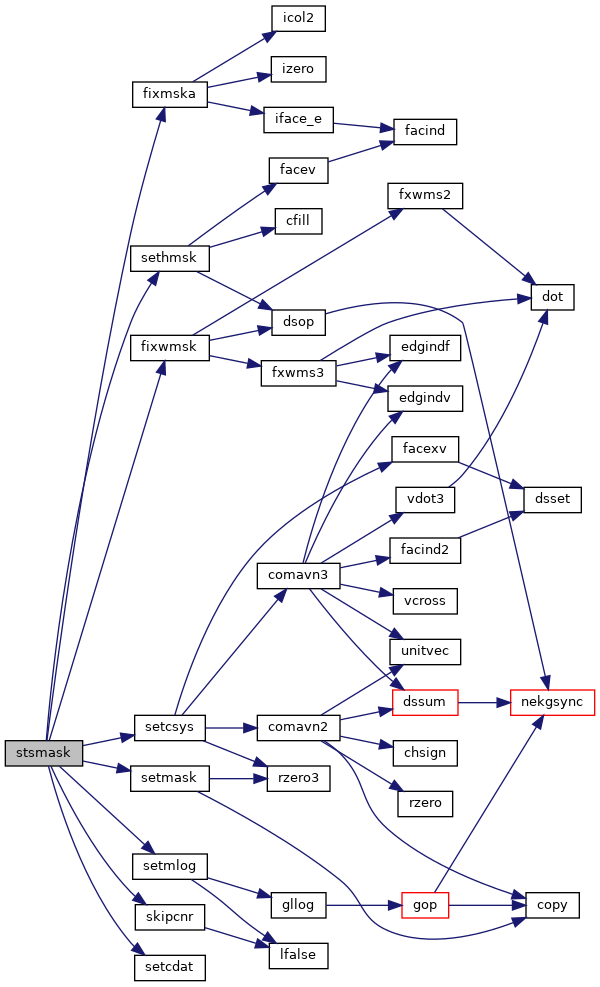 icol2
izero
fixmska
iface_e
facind
facev
fxwms2
cfill
sethmsk
dot
dsop
fixwmsk
edgindf
fxwms3
edgindv
facexv
vdot3
dsset
facind2
comavn3
vcross
unitvec
dssum
nekgsync
setcsys
comavn2
stsmask
chsign
setmask
rzero3
rzero
setmlog
gllog
gop
copy
skipcnr
lfalse
setcdat